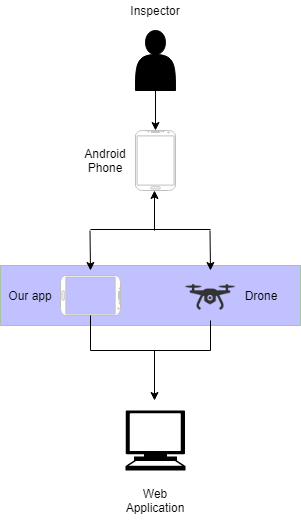 Inspector
Android
Phone
Our app
Drone
Web
Application